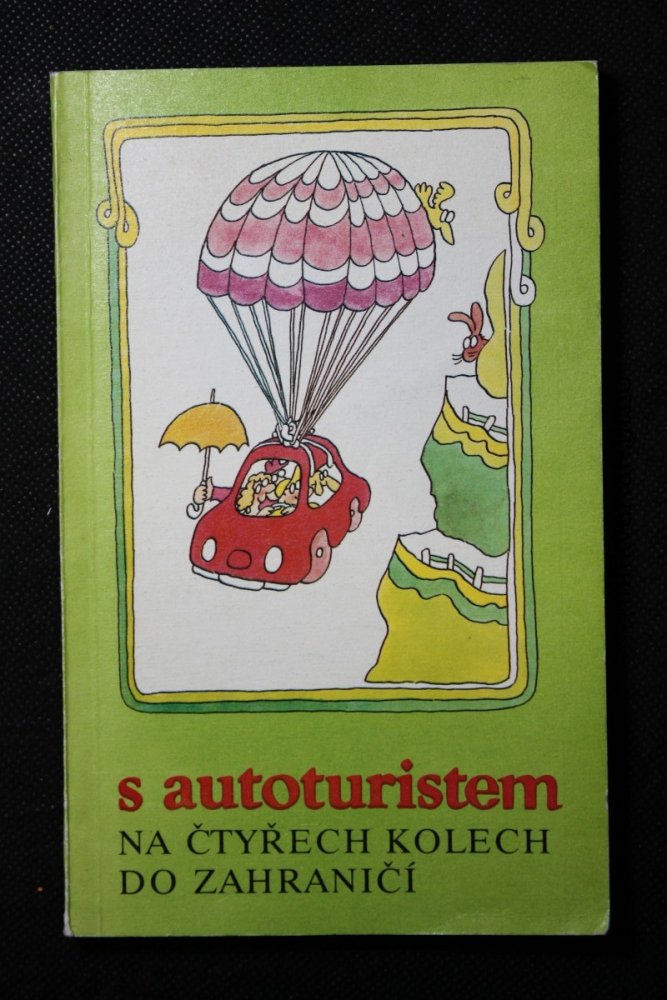 s autoturistem
NA ČTYŘECH KOLECH
DO ZAHRANIČÍ